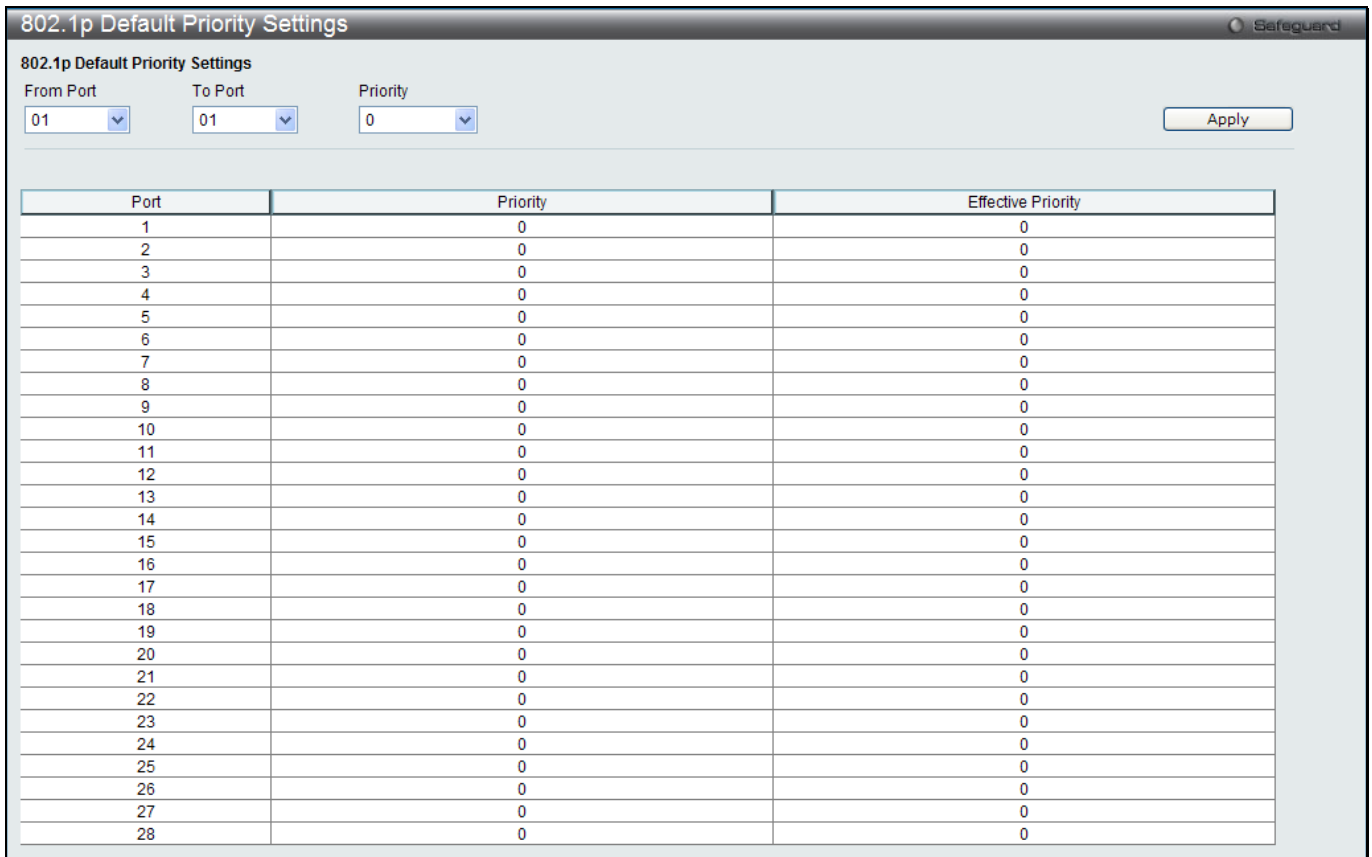 802.1p Default Priority Settings
Safeguard
802.1p Default Priority Settings
From Port To Port Priority
01 01 0 Apply
Port Priority Effective Priority
1 0 0
2 0 0
3 0 0
4 0 0
5 0 0
6 0 0
7 0 0
8 0 0
9 0 0
10 0 0
11 0 0
12 0 0
13 0 0
14 0 0
15 0 0
16 0 0
17 0 0
18 0 0
19 0 0
20 0 0
21 0 0
22 0 0
23 0 0
24 0 0
25 0 0
26 0 0
27 0 0
28 0 0